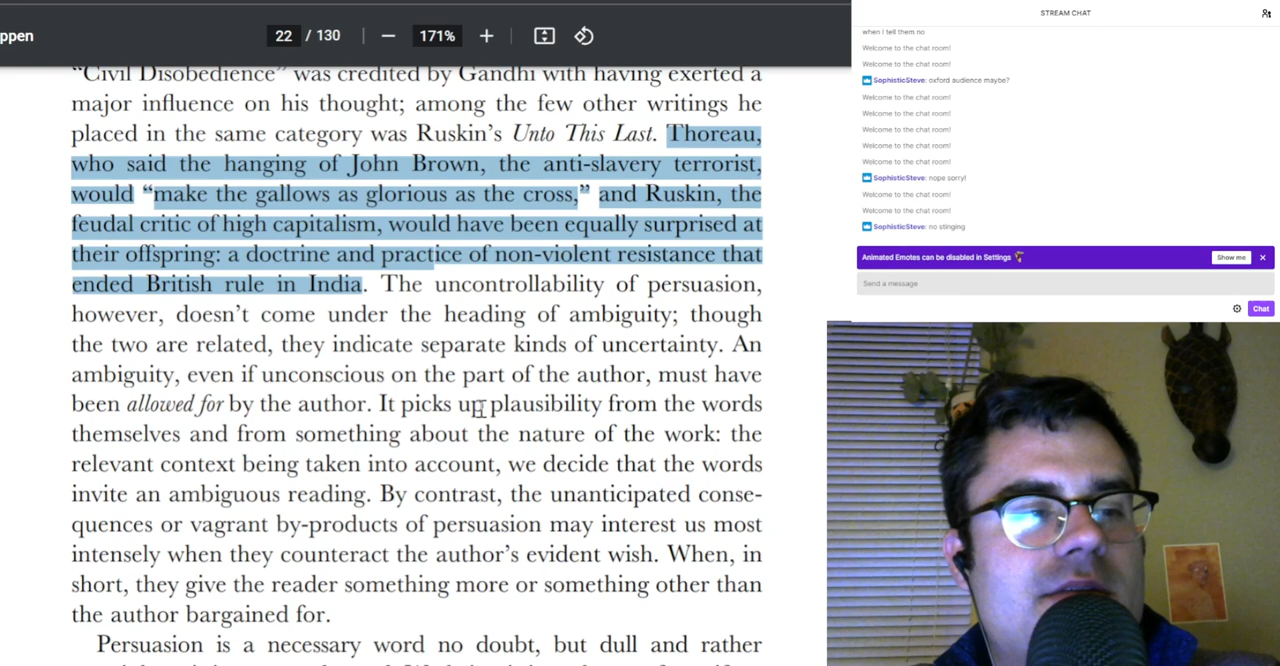 ppen
22 / 130
171%
“Civil Disobedience” was credited by Gandhi with having exerted a
major influence on his thought; among the few other writings he
placed in the same category was Ruskin’s Unto This Last. Thoreau,
who said the hanging of John Brown, the anti-slavery terrorist,
would “make the gallows as glorious as the cross,” and Ruskin, the
feudal critic of high capitalism, would have been equally surprised at
their offspring: a doctrine and practice of non-violent resistance that
ended British rule in India. The uncontrollability of persuasion,
however, doesn’t come under the heading of ambiguity; though
the two are related, they indicate separate kinds of uncertainty. An
ambiguity, even if unconscious on the part of the author, must have
been allowed for by the author. It picks up plausibility from the words
themselves and from something about the nature of the work: the
relevant context being taken into account, we decide that the words
invite an ambiguous reading. By contrast, the unanticipated conse-
quences or vagrant by-products of persuasion may interest us most
intensely when they counteract the author’s evident wish. When, in
short, they give the reader something more or something other than
the author bargained for.
Persuasion is a necessary word no doubt, but dull and rather
STREAM CHAT
when I tell them no
Welcome to the chat room!
Welcome to the chat room!
SophisticSteve: oxford audience maybe?
Welcome to the chat room!
Welcome to the chat room!
Welcome to the chat room!
Welcome to the chat room!
Welcome to the chat room!
SophisticSteve: nope sorry!
Welcome to the chat room!
Welcome to the chat room!
SophisticSteve: no stinging
Animated Emotes can be disabled in Settings
Show me
Send a message
Chat